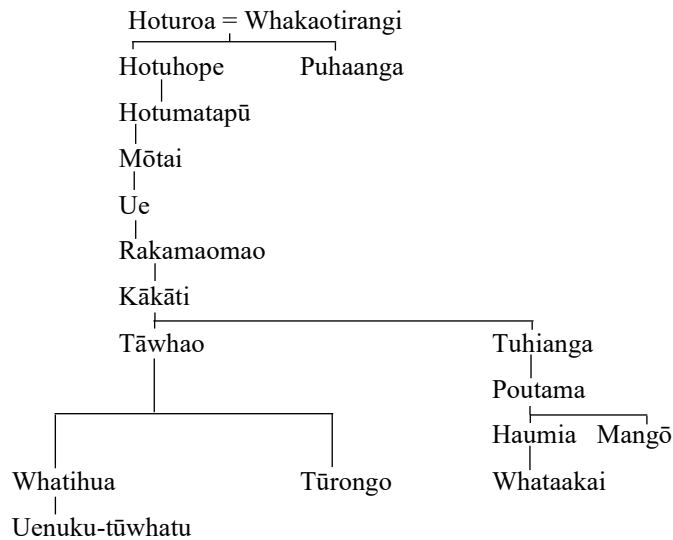 Hoturoa = Whakaotirangi
Hotuhope Puhaanga
Hotumatapū
Mōtai
Ue
Rakamaomao
Kākāti
Tāwhao Tuhianga
Poutama
Haumia Mangō
Whatihua Tūrongo Whataakai
Uenuku-tūwhatu